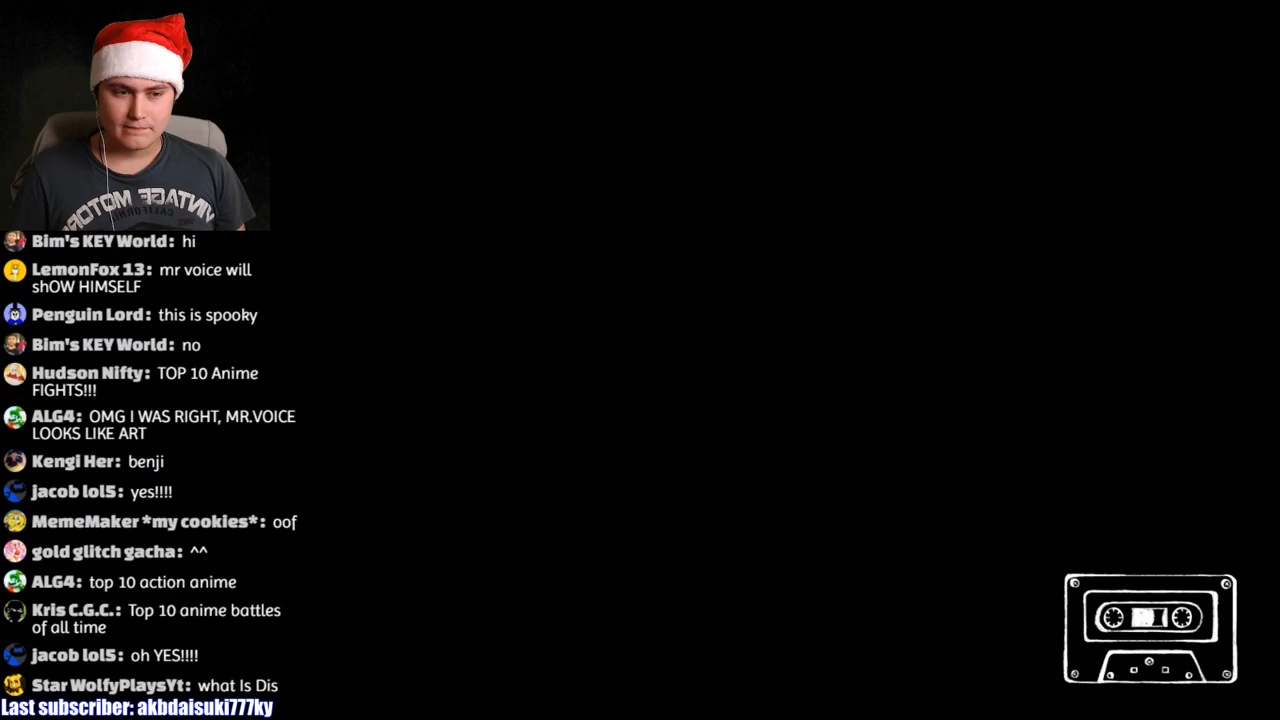 VINTAGE MOTORS
CALIFORNIA
Bim's KEY World: hi
LemonFox 13: mr voice will
shOW HIMSELF
Penguin Lord: this is spooky
Bim's KEY World: no
Hudson Nifty: TOP 10 Anime
FIGHTS!!!
ALG4: OMG I WAS RIGHT, MR.VOICE
LOOKS LIKE ART
Kengi Her: benji
jacob lol5: yes!!!!
MemeMaker *my cookies*: oof
gold glitch gacha: ^^
ALG4: top 10 action anime
Kris C.G.C.: Top 10 anime battles
of all time
jacob lol5: oh YES!!!!
Star WolfyPlaysYt: what Is Dis
Last subscriber: akbdaisuki777ky